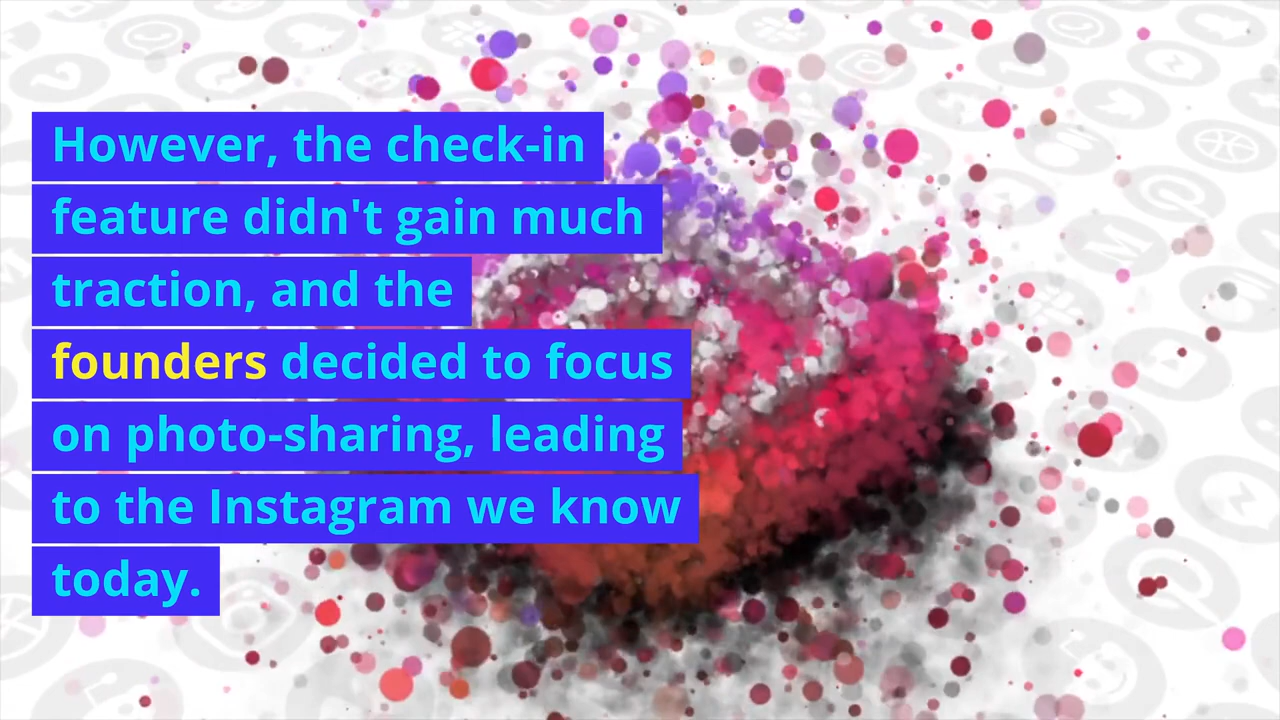 However, the check-in
feature didn't gain much
traction, and the
founders decided to focus
on photo-sharing, leading
to the Instagram we know
today.